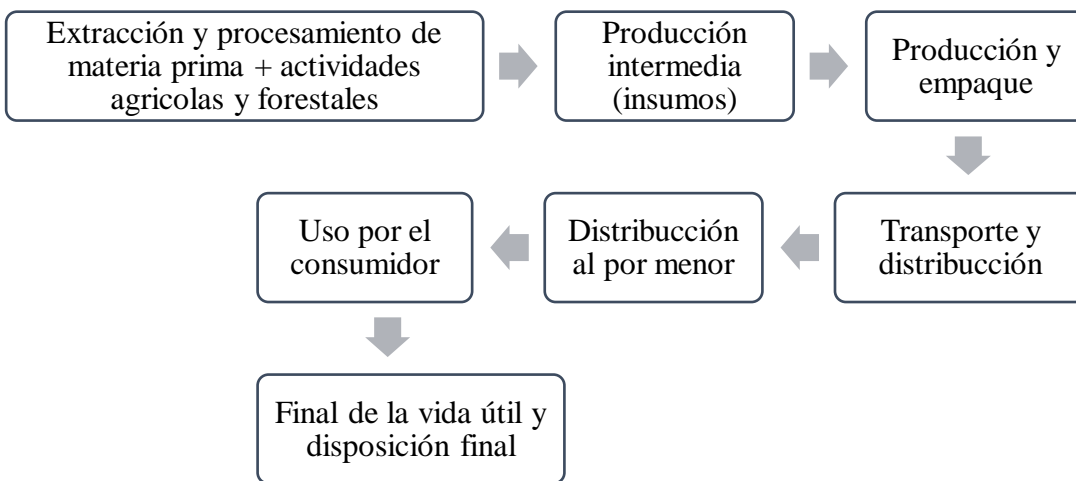 Extracción y procesamiento de
materia prima + actividades
agricolas y forestales
Producción
intermedia
(insumos)
Producción y
empaque
Transporte y
distribucción
Distribucción
al por menor
Uso por el
consumidor
Final de la vida útil y
disposición final